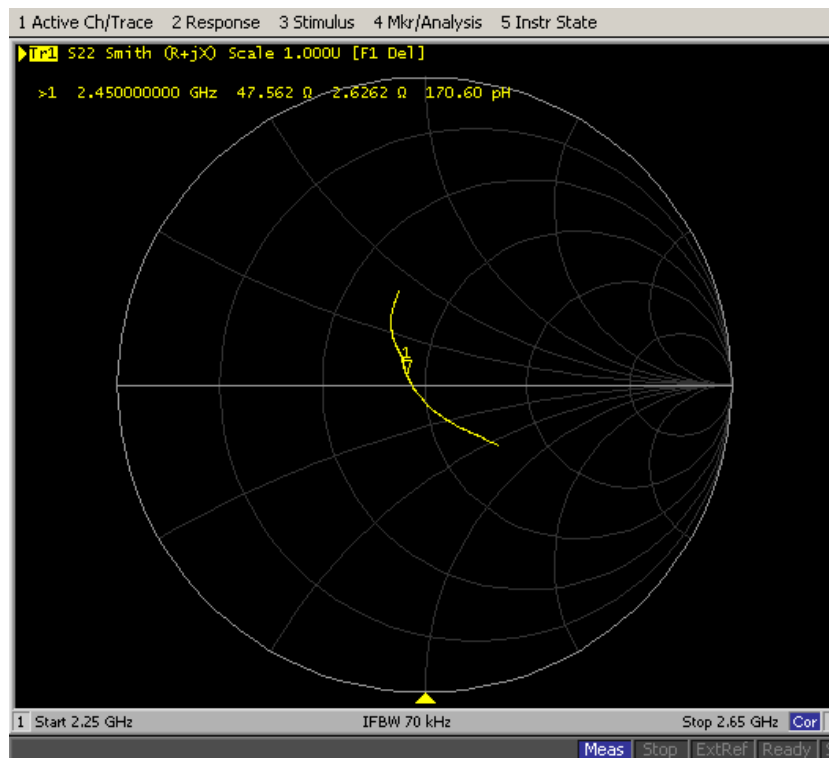 1 Active Ch/Trace 2 Response 3 Stimulus 4 Mkr/Analysis 5 Instr State
Tr1 S22 Smith (R+jX) Scale 1.000U [F1 Del]
>1 2.450000000 GHz 47.562 Ω 2.6262 Ω 170.60 pH
1
1 Start 2.25 GHz IFBW 70 kHz Stop 2.65 GHz Cor
Meas Stop ExtRef Ready